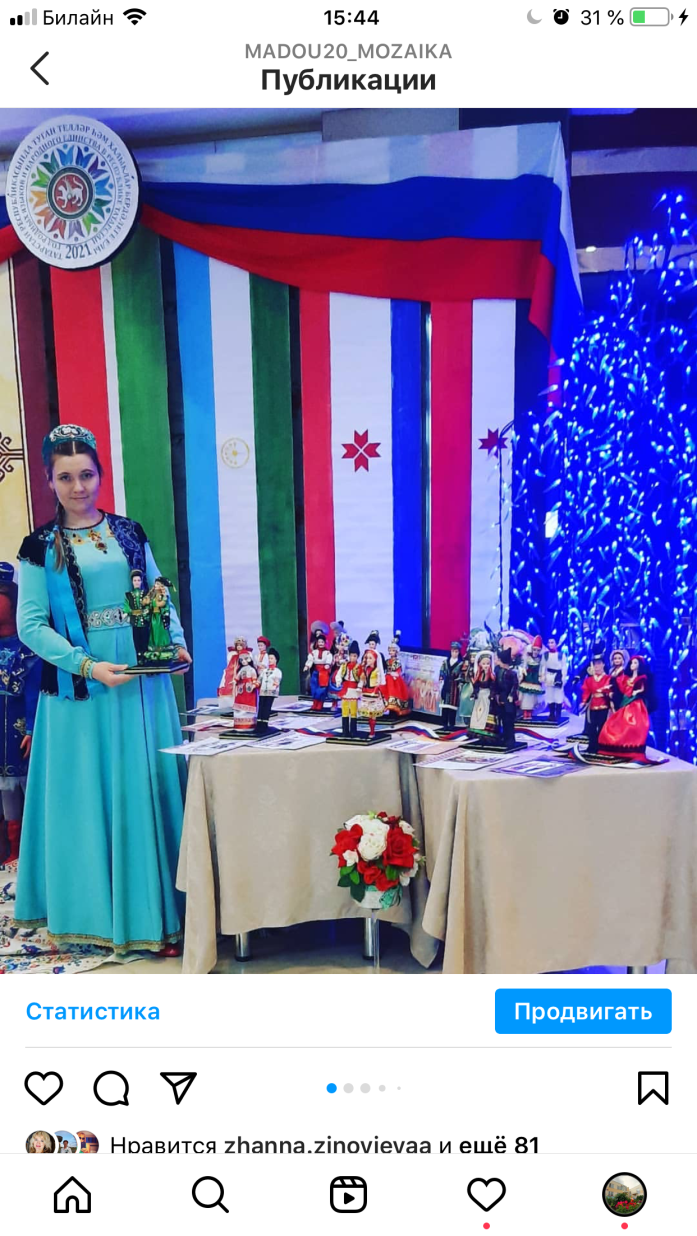 Билайн 15:44 31 %
MADOU20_MOZAIKA
Публикации
2021
Статистика
Продвигать
Нравится zhanna.zinovievaa и ещё 81